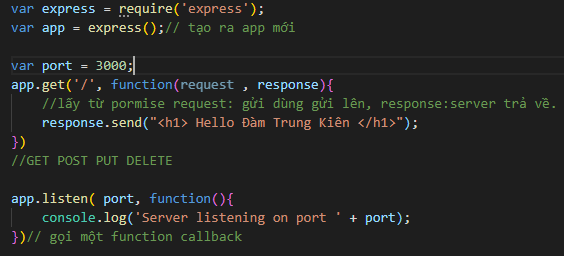 var express = require('express');
var app = express();// tạo ra app mới
var port = 3000;
app.get('/', function(request , response){
//lấy từ pormise request: gửi dùng gửi lên, response:server trả về.
response.send("<h1> Hello Đàm Trung Kiên </h1>");
})
//GET POST PUT DELETE
app.listen( port, function(){
console.log('Server listening on port ' + port);
})// gọi một function callback